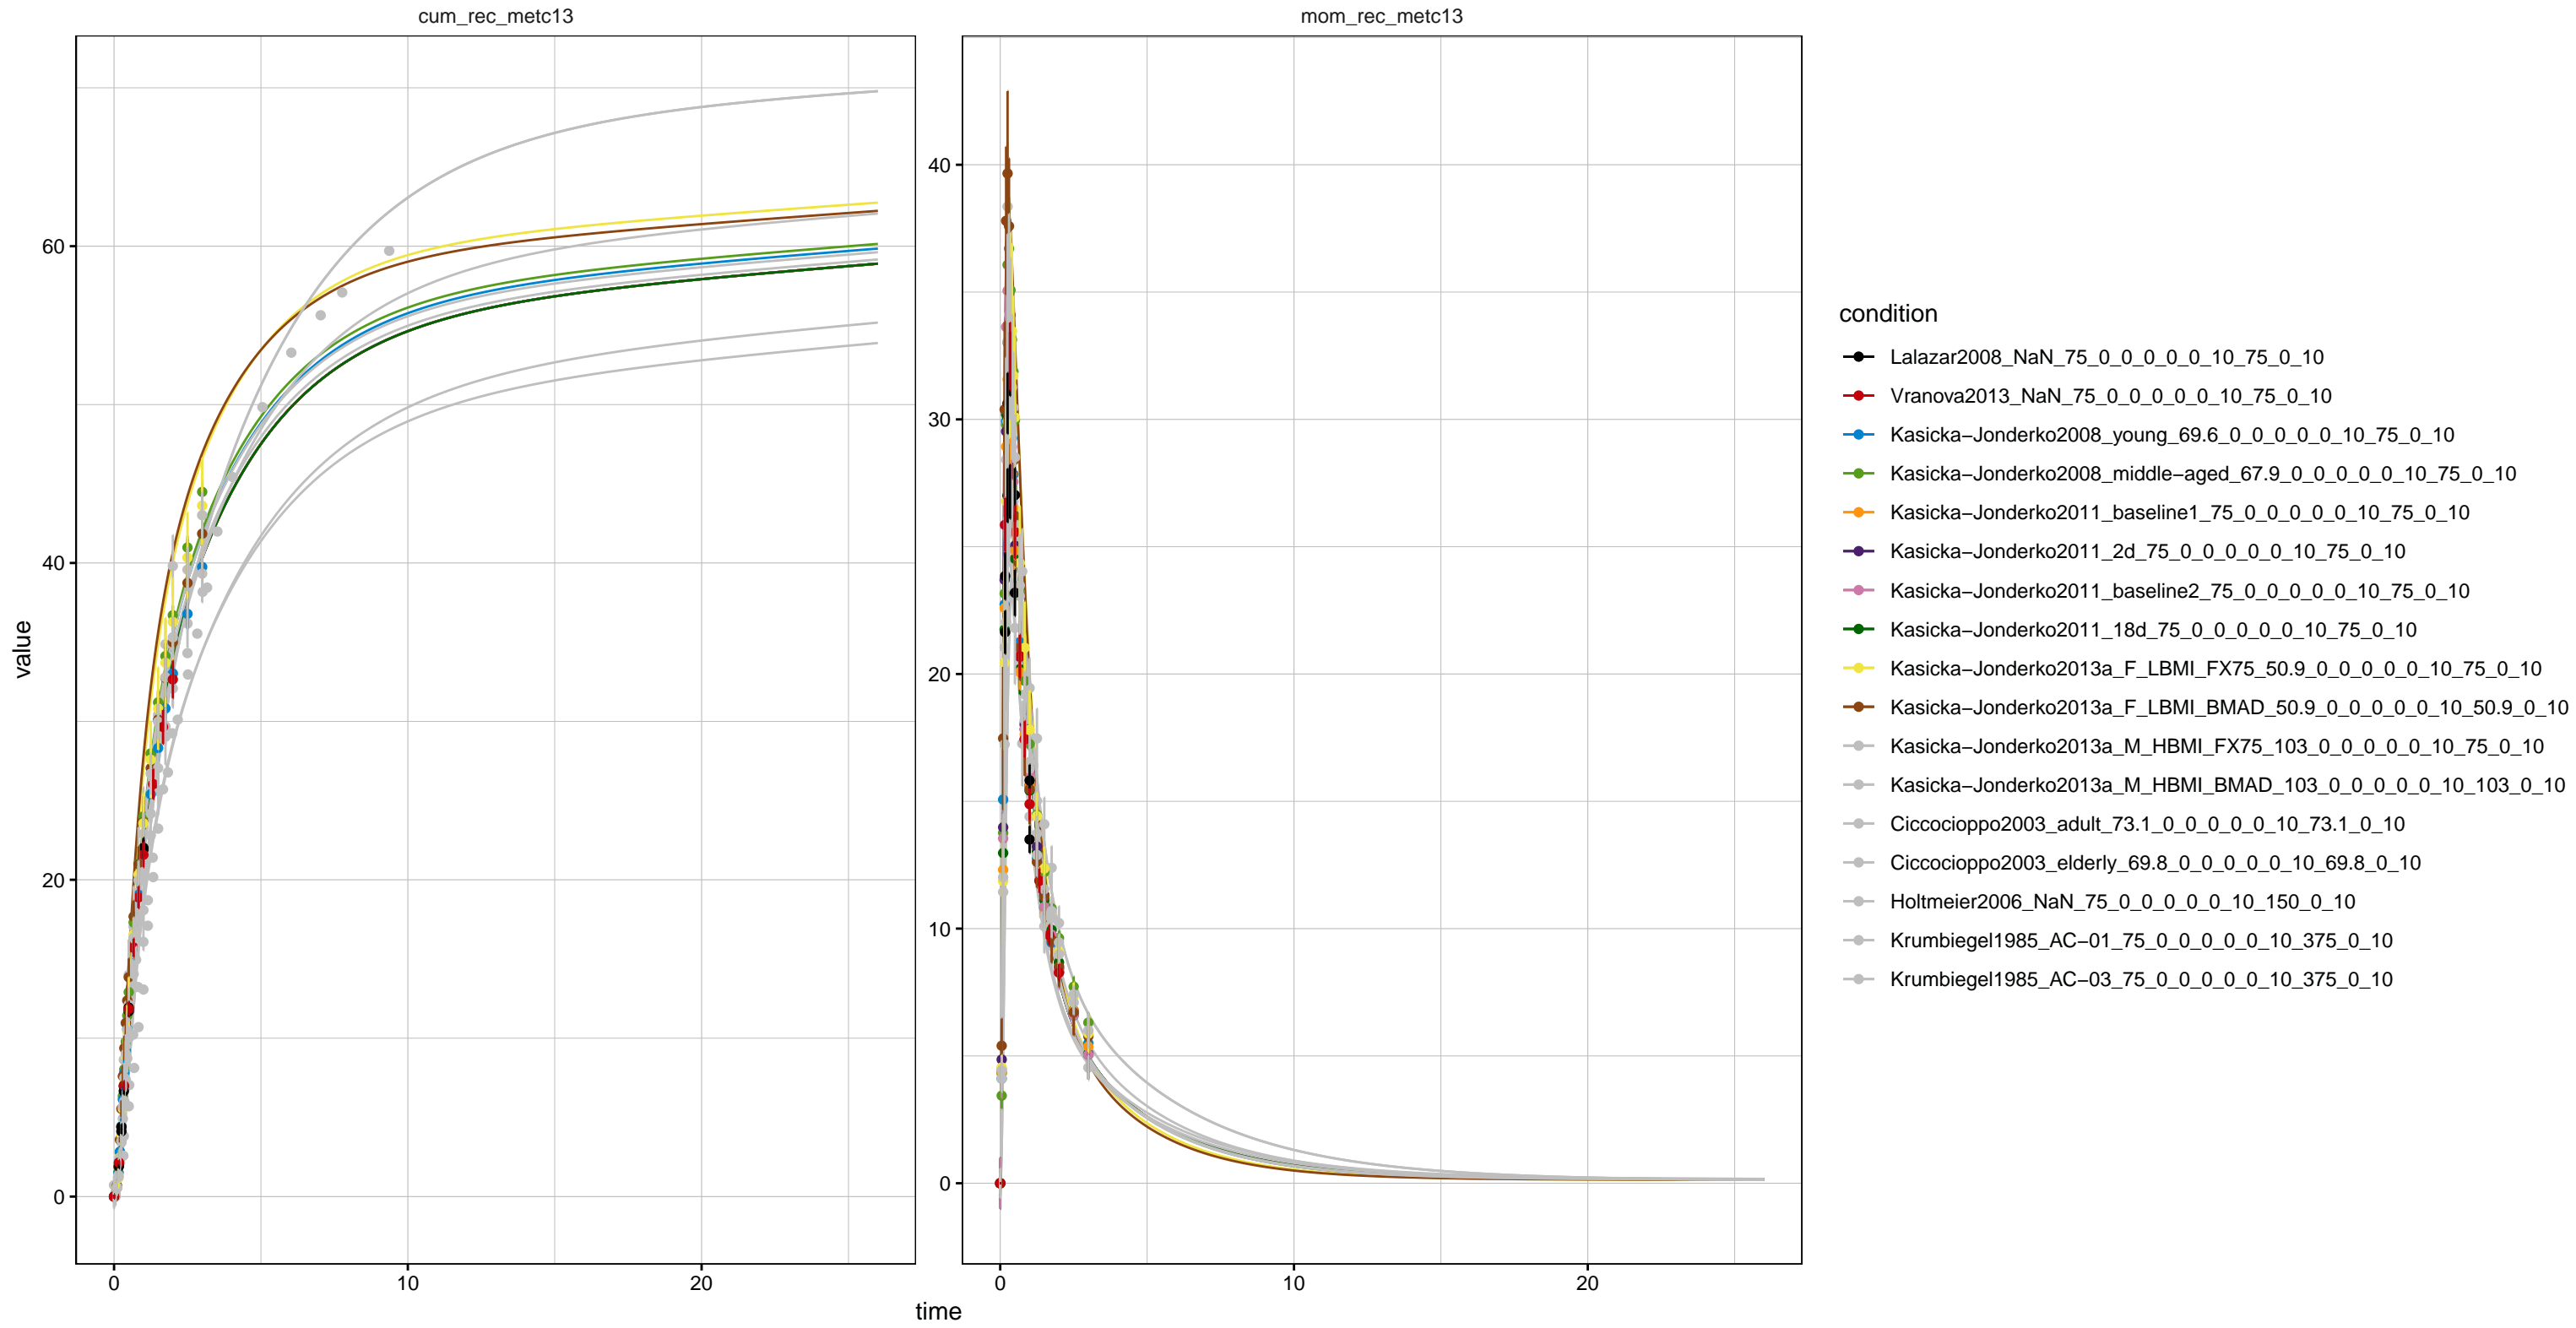 cum_rec_metc13
mom_rec_metc13
value
60
40
20
0
0
10
20
40
30
20
10
0
0
10
20
time
condition
Lalazar2008_NaN_75_0_0_0_0_0_10_75_0_10
Vranova2013_NaN_75_0_0_0_0_0_10_75_0_10
Kasicka−Jonderko2008_young_69.6_0_0_0_0_0_10_75_0_10
Kasicka−Jonderko2008_middle−aged_67.9_0_0_0_0_0_10_75_0_10
Kasicka−Jonderko2011_baseline1_75_0_0_0_0_0_10_75_0_10
Kasicka−Jonderko2011_2d_75_0_0_0_0_0_10_75_0_10
Kasicka−Jonderko2011_baseline2_75_0_0_0_0_0_10_75_0_10
Kasicka−Jonderko2011_18d_75_0_0_0_0_0_10_75_0_10
Kasicka−Jonderko2013a_F_LBMI_FX75_50.9_0_0_0_0_0_10_75_0_10
Kasicka−Jonderko2013a_F_LBMI_BMAD_50.9_0_0_0_0_0_10_50.9_0_10
Kasicka−Jonderko2013a_M_HBMI_FX75_103_0_0_0_0_0_10_75_0_10
Kasicka−Jonderko2013a_M_HBMI_BMAD_103_0_0_0_0_0_10_103_0_10
Ciccocioppo2003_adult_73.1_0_0_0_0_0_10_73.1_0_10
Ciccocioppo2003_elderly_69.8_0_0_0_0_0_10_69.8_0_10
Holtmeier2006_NaN_75_0_0_0_0_0_10_150_0_10
Krumbiegel1985_AC−01_75_0_0_0_0_0_10_375_0_10
Krumbiegel1985_AC−03_75_0_0_0_0_0_10_375_0_10